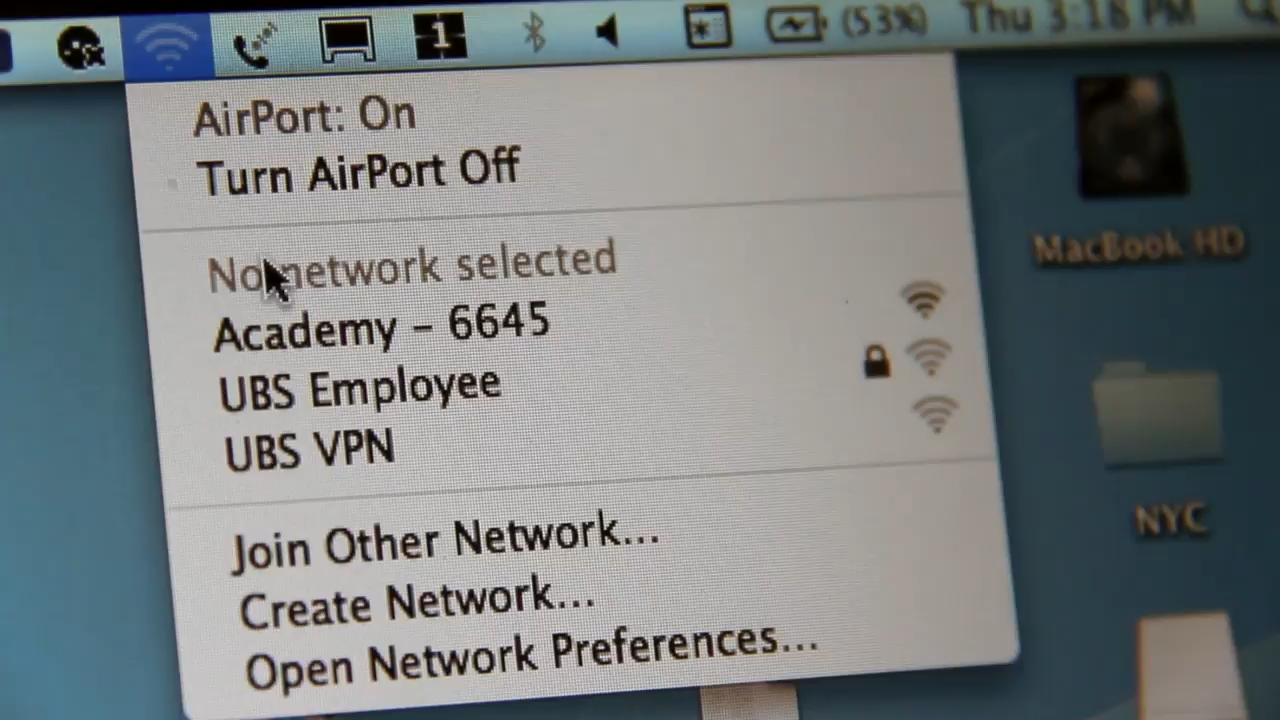 1 (53%) Thu 3:18 PM
AirPort: On
Turn AirPort Off
No network selected
Academy – 6645
UBS Employee
UBS VPN
Join Other Network...
Create Network...
Open Network Preferences...
MacBook HD
NYC